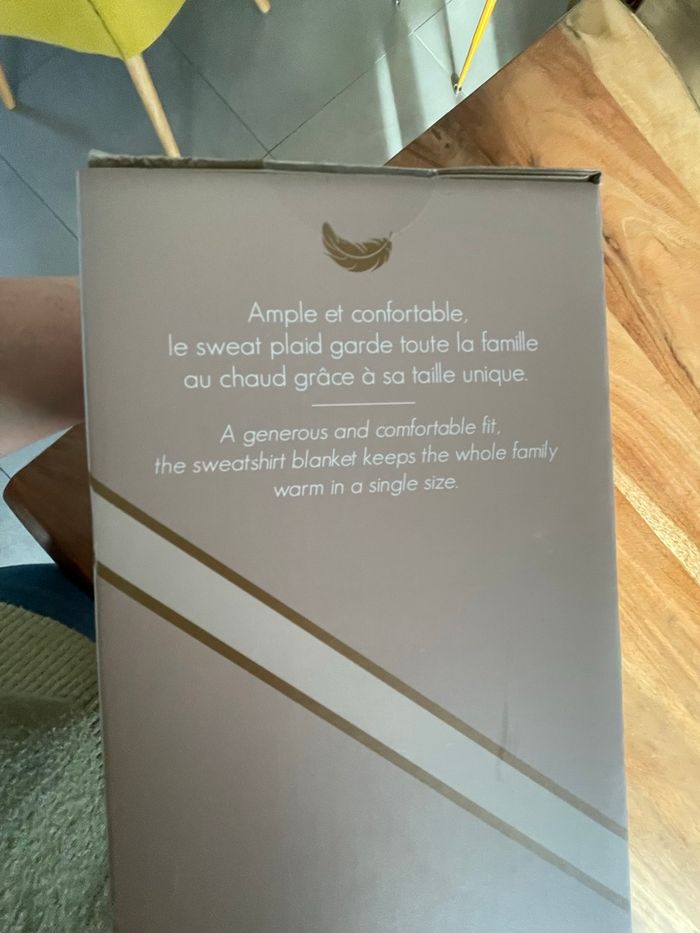 Ample et confortable,
le sweat plaid garde toute la famille
au chaud grâce à sa taille unique.
A generous and comfortable fit,
the sweatshirt blanket keeps the whole family
warm in a single size.